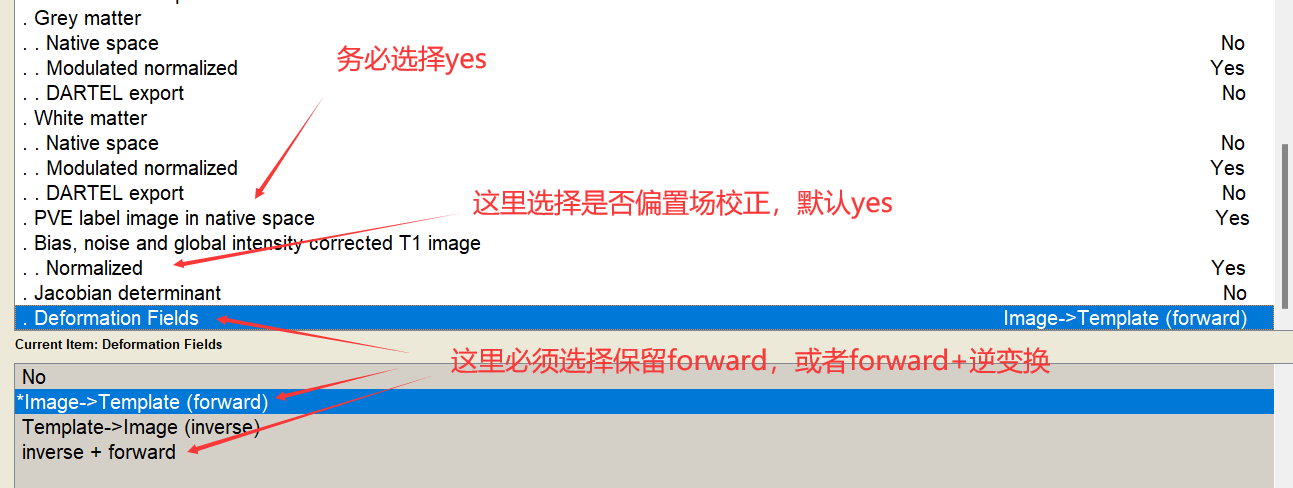 . Grey matter
. . Native space No
务必选择yes
. . Modulated normalized Yes
. . DARTEL export No
. White matter
. . Native space No
. . Modulated normalized Yes
. . DARTEL export No
这里选择是否偏置场校正，默认yes
. PVE label image in native space Yes
. Bias, noise and global intensity corrected T1 image
. . Normalized Yes
. Jacobian determinant No
. Deformation Fields Image->Template (forward)
Current Item: Deformation Fields
这里必须选择保留forward，或者forward+逆变换
No
*Image->Template (forward)
Template->Image (inverse)
inverse + forward